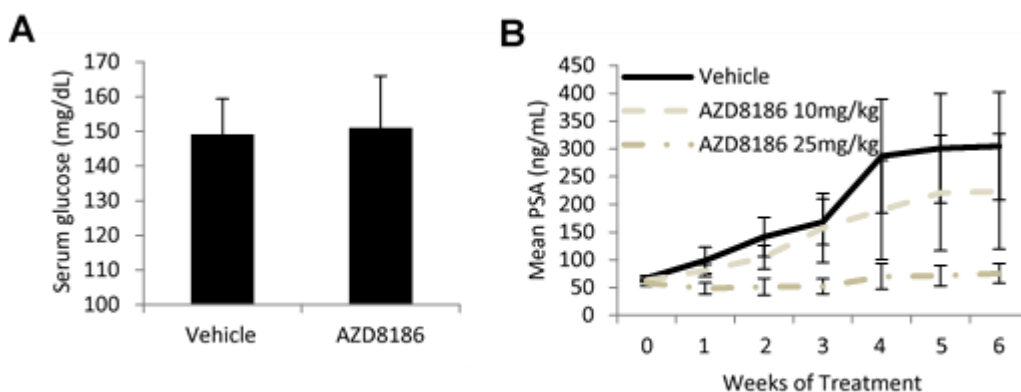 A
Serum glucose (mg/dL)
170
160
150
140
130
120
110
100
Vehicle
AZD8186
B
Mean PSA (ng/mL)
450
400
350
300
250
200
150
100
50
0
Vehicle
AZD8186 10mg/kg
AZD8186 25mg/kg
0 1 2 3 4 5 6
Weeks of Treatment